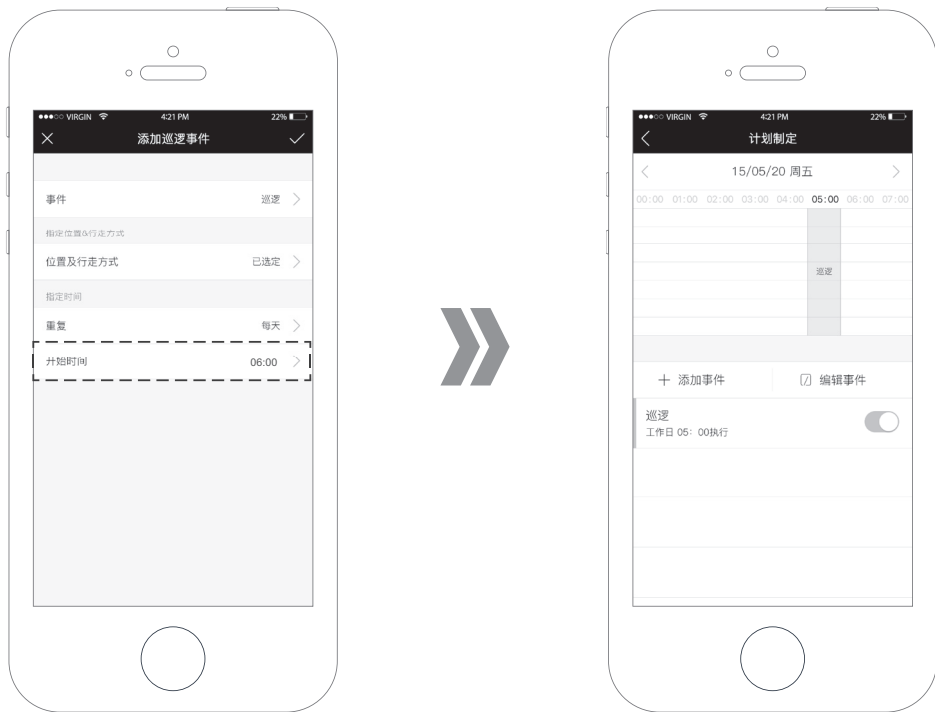 VIRGIN 4:21 PM 22%
添加巡逻事件
事件 巡逻
指定位置&行走方式
位置及行走方式 已选定
指定时间
重复 每天
开始时间 06:00
VIRGIN 4:21 PM 22%
计划制定
15/05/20 周五
00:00 01:00 02:00 03:00 04:00 05:00 06:00 07:00
巡逻
添加事件 编辑事件
巡逻
工作日 05：00执行